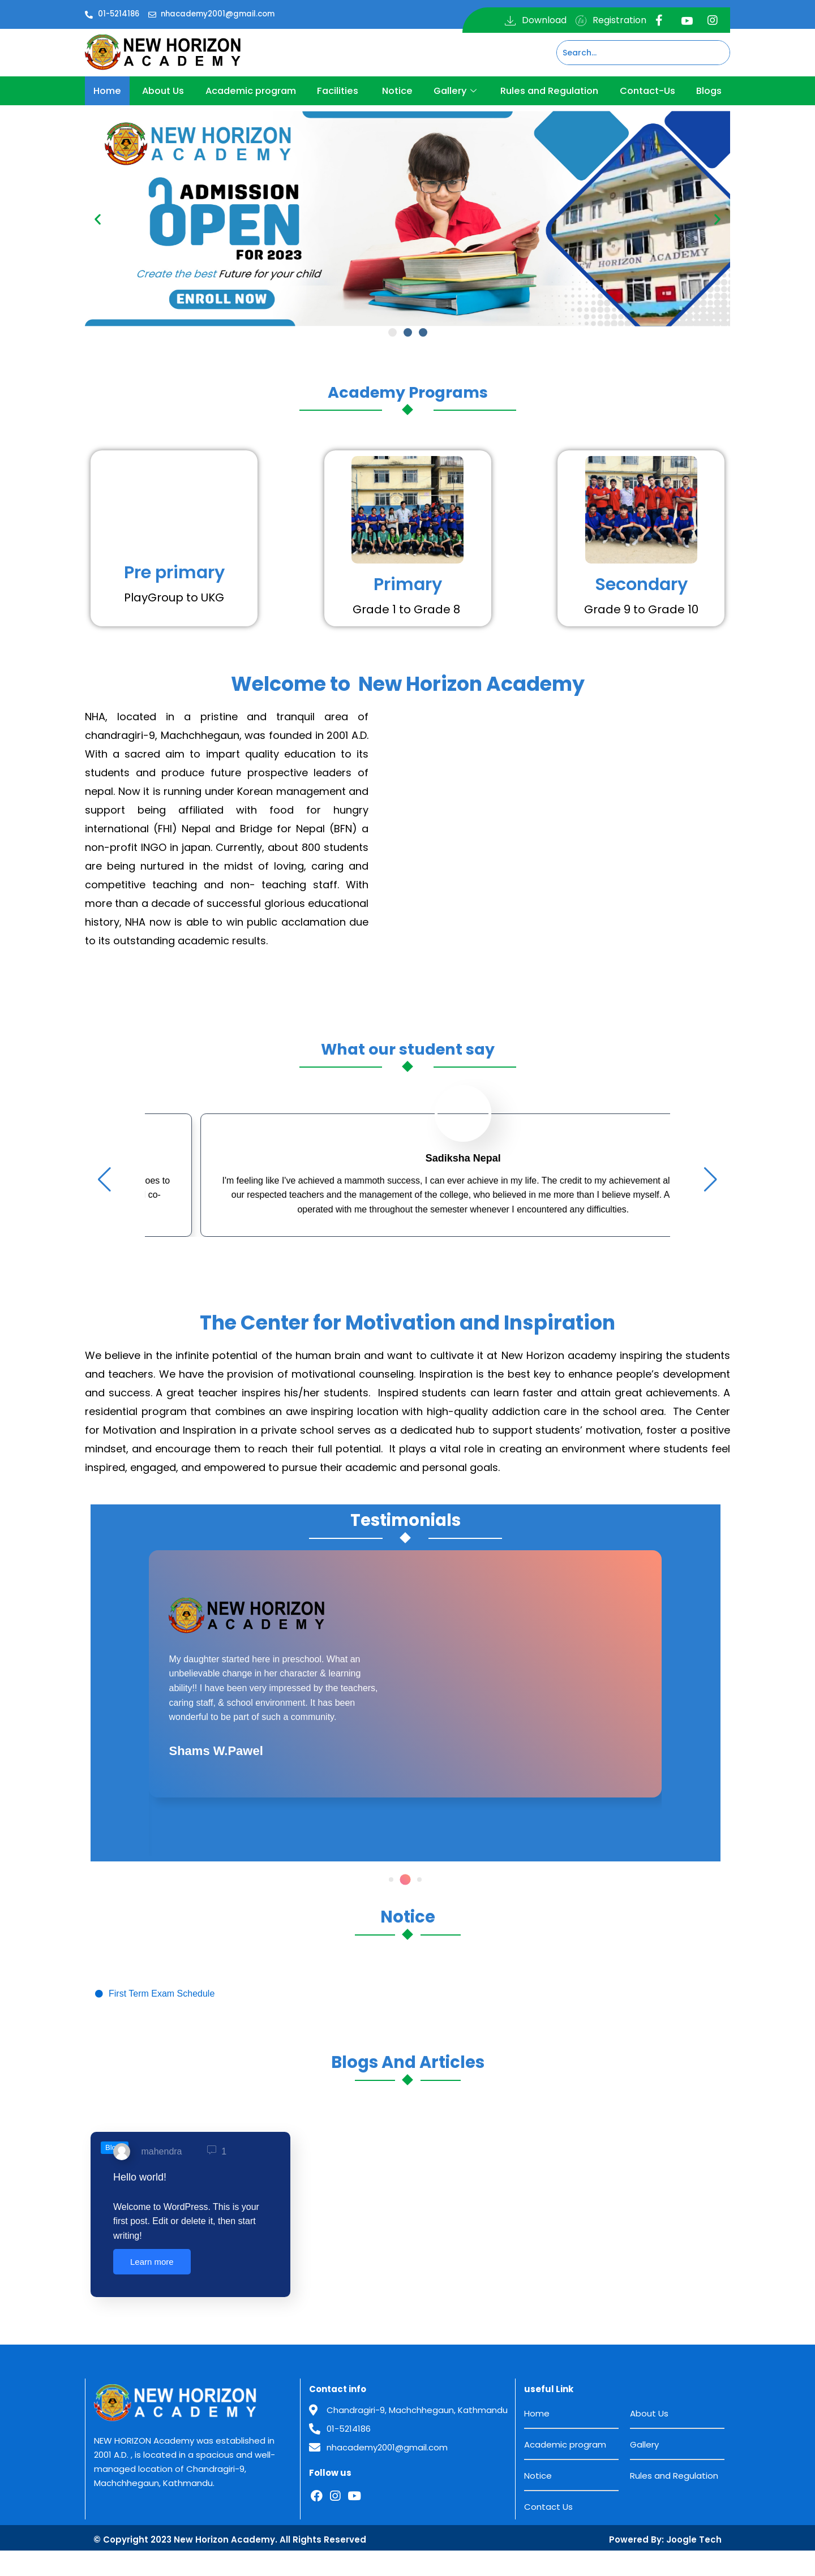 01-5214186 nhacademy2001@gmail.com
Download Registration
NEW HORIZON
ACADEMY
Search...
Home About Us Academic program Facilities Notice Gallery Rules and Regulation Contact-Us Blogs
NEW HORIZON
ACADEMY
ADMISSION
OPEN
FOR 2023
Create the best Future for your child
ENROLL NOW
HORIZON ACADEMY
Academy Programs
Pre primary
PlayGroup to UKG
Primary
Grade 1 to Grade 8
Secondary
Grade 9 to Grade 10
Welcome to New Horizon Academy
NHA, located in a pristine and tranquil area of
chandragiri-9, Machchhegaun, was founded in 2001 A.D.
With a sacred aim to impart quality education to its
students and produce future prospective leaders of
nepal. Now it is running under Korean management and
support being affiliated with food for hungry
international (FHI) Nepal and Bridge for Nepal (BFN) a
non-profit INGO in japan. Currently, about 800 students
are being nurtured in the midst of loving, caring and
competitive teaching and non- teaching staff. With
more than a decade of successful glorious educational
history, NHA now is able to win public acclamation due
to its outstanding academic results.
What our student say
oes to
co-
Sadiksha Nepal
I'm feeling like I've achieved a mammoth success, I can ever achieve in my life. The credit to my achievement al
our respected teachers and the management of the college, who believed in me more than I believe myself. A
operated with me throughout the semester whenever I encountered any difficulties.
The Center for Motivation and Inspiration
We believe in the infinite potential of the human brain and want to cultivate it at New Horizon academy inspiring the students
and teachers. We have the provision of motivational counseling. Inspiration is the best key to enhance people's development
and success. A great teacher inspires his/her students. Inspired students can learn faster and attain great achievements. A
residential program that combines an awe inspiring location with high-quality addiction care in the school area. The Center
for Motivation and Inspiration in a private school serves as a dedicated hub to support students' motivation, foster a positive
mindset, and encourage them to reach their full potential. It plays a vital role in creating an environment where students feel
inspired, engaged, and empowered to pursue their academic and personal goals.
Testimonials
NEW HORIZON
ACADEMY
My daughter started here in preschool. What an
unbelievable change in her character & learning
ability!! I have been very impressed by the teachers,
caring staff, & school environment. It has been
wonderful to be part of such a community.
Shams W.Pawel
Notice
First Term Exam Schedule
Blogs And Articles
mahendra 1
Hello world!
Welcome to WordPress. This is your
first post. Edit or delete it, then start
writing!
Learn more
NEW HORIZON
ACADEMY
NEW HORIZON Academy was established in
2001 A.D. , is located in a spacious and well-
managed location of Chandragiri-9,
Machchhegaun, Kathmandu.
Contact info
Chandragiri-9, Machchhegaun, Kathmandu
01-5214186
nhacademy2001@gmail.com
Follow us
useful Link
Home About Us
Academic program Gallery
Notice Rules and Regulation
Contact Us
© Copyright 2023 New Horizon Academy. All Rights Reserved Powered By: Joogle Tech